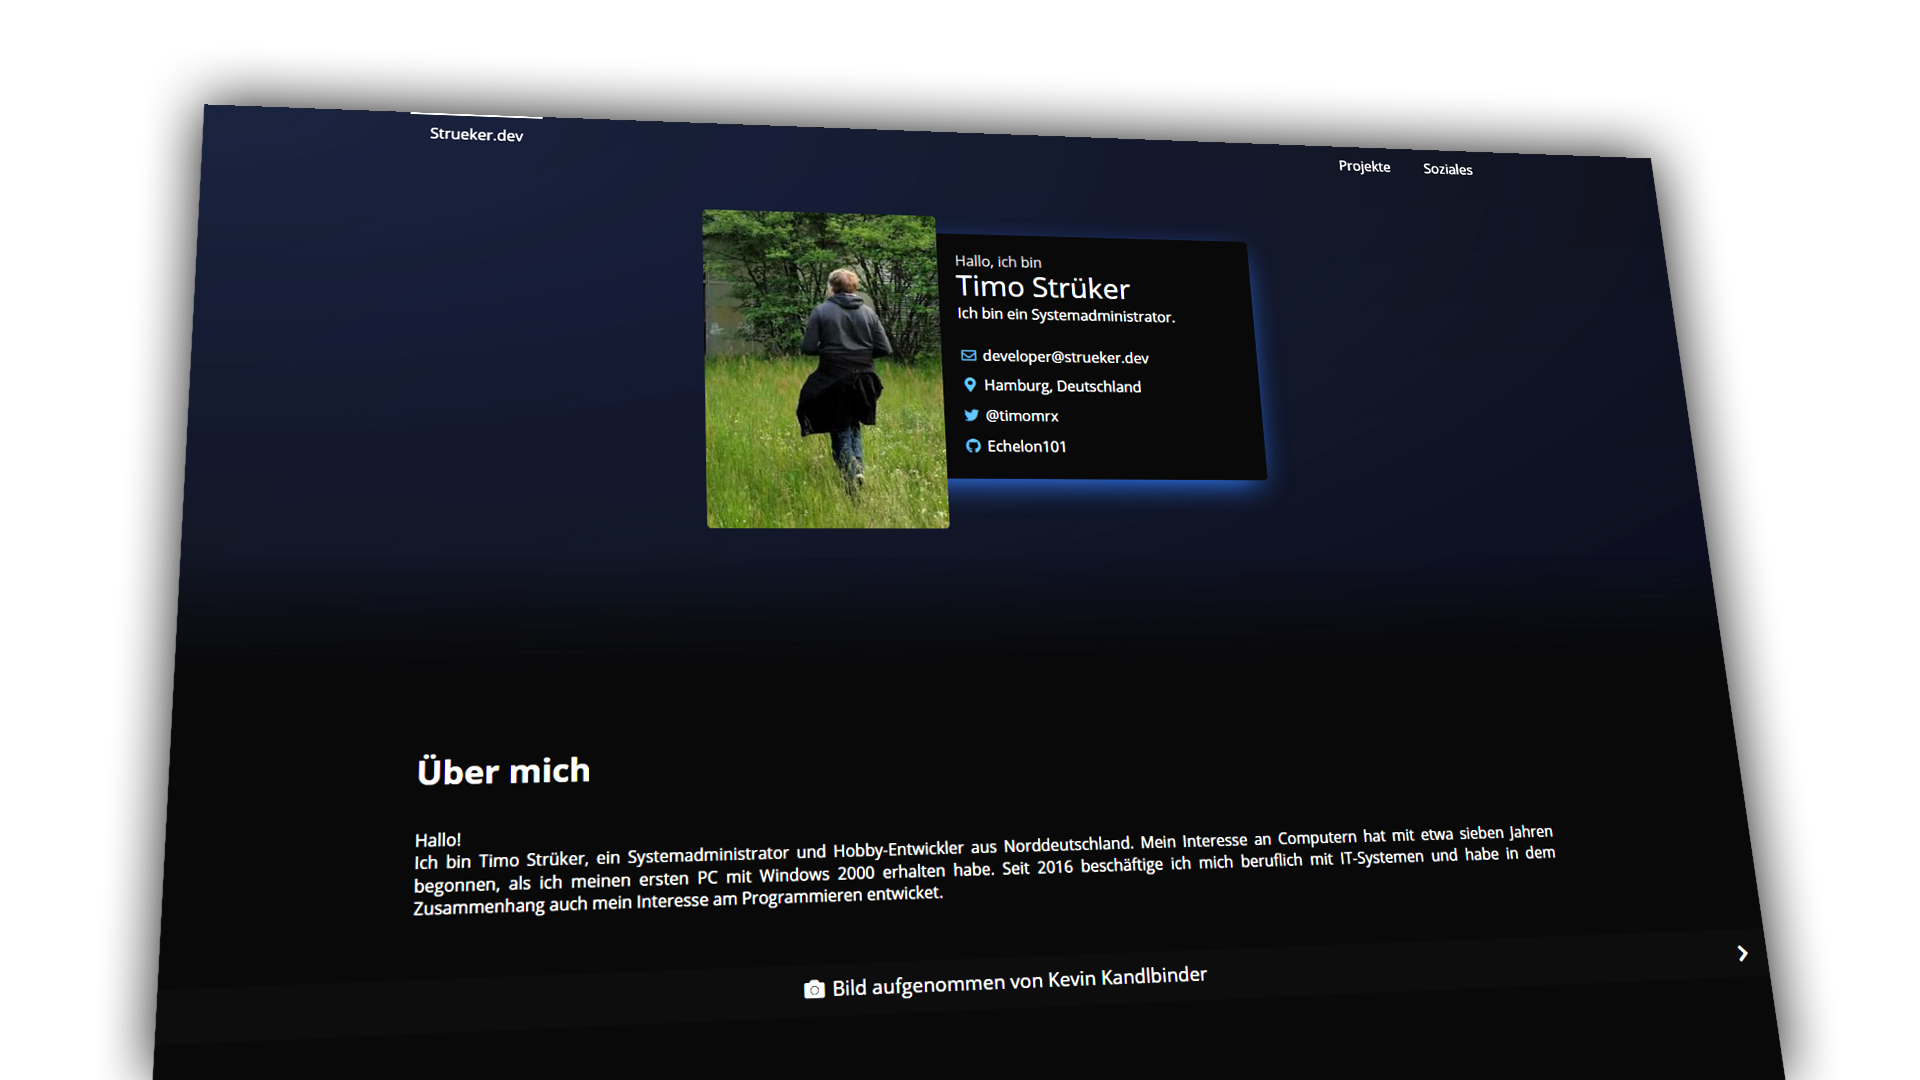 Strueker.dev
Projekte
Soziales
Hallo, ich bin
Timo Strüker
Ich bin ein Systemadministrator.
developer@strueker.dev
Hamburg, Deutschland
@timomrx
Echelon101
Über mich
Hallo!
Ich bin Timo Strüker, ein Systemadministrator und Hobby-Entwickler aus Norddeutschland. Mein Interesse an Computern hat mit etwa sieben Jahren
begonnen, als ich meinen ersten PC mit Windows 2000 erhalten habe. Seit 2016 beschäftige ich mich beruflich mit IT-Systemen und habe in dem
Zusammenhang auch mein Interesse am Programmieren entwicket.
Bild aufgenommen von Kevin Kandlbinder